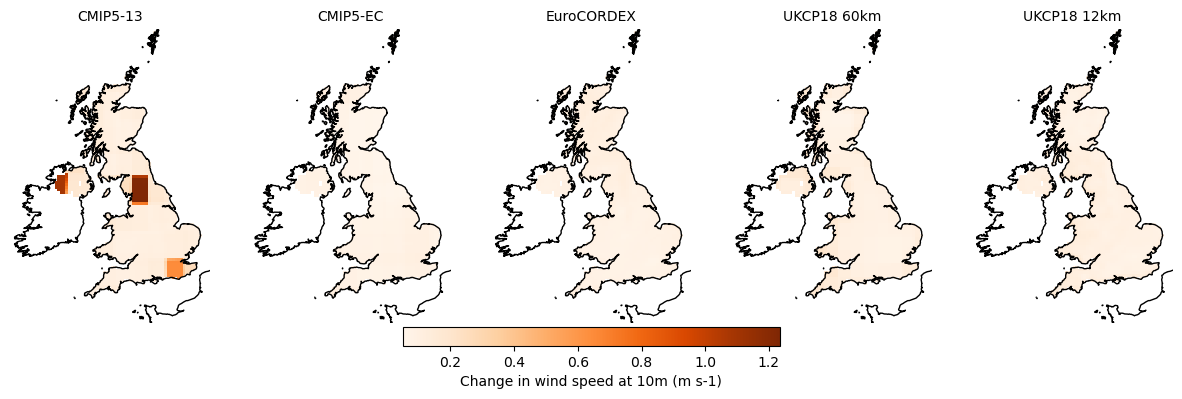 CMIP5-13
CMIP5-EC
EuroCORDEX
UKCP18 60km
UKCP18 12km
0.2
0.4
0.6
0.8
1.0
1.2
Change in wind speed at 10m (m s-1)